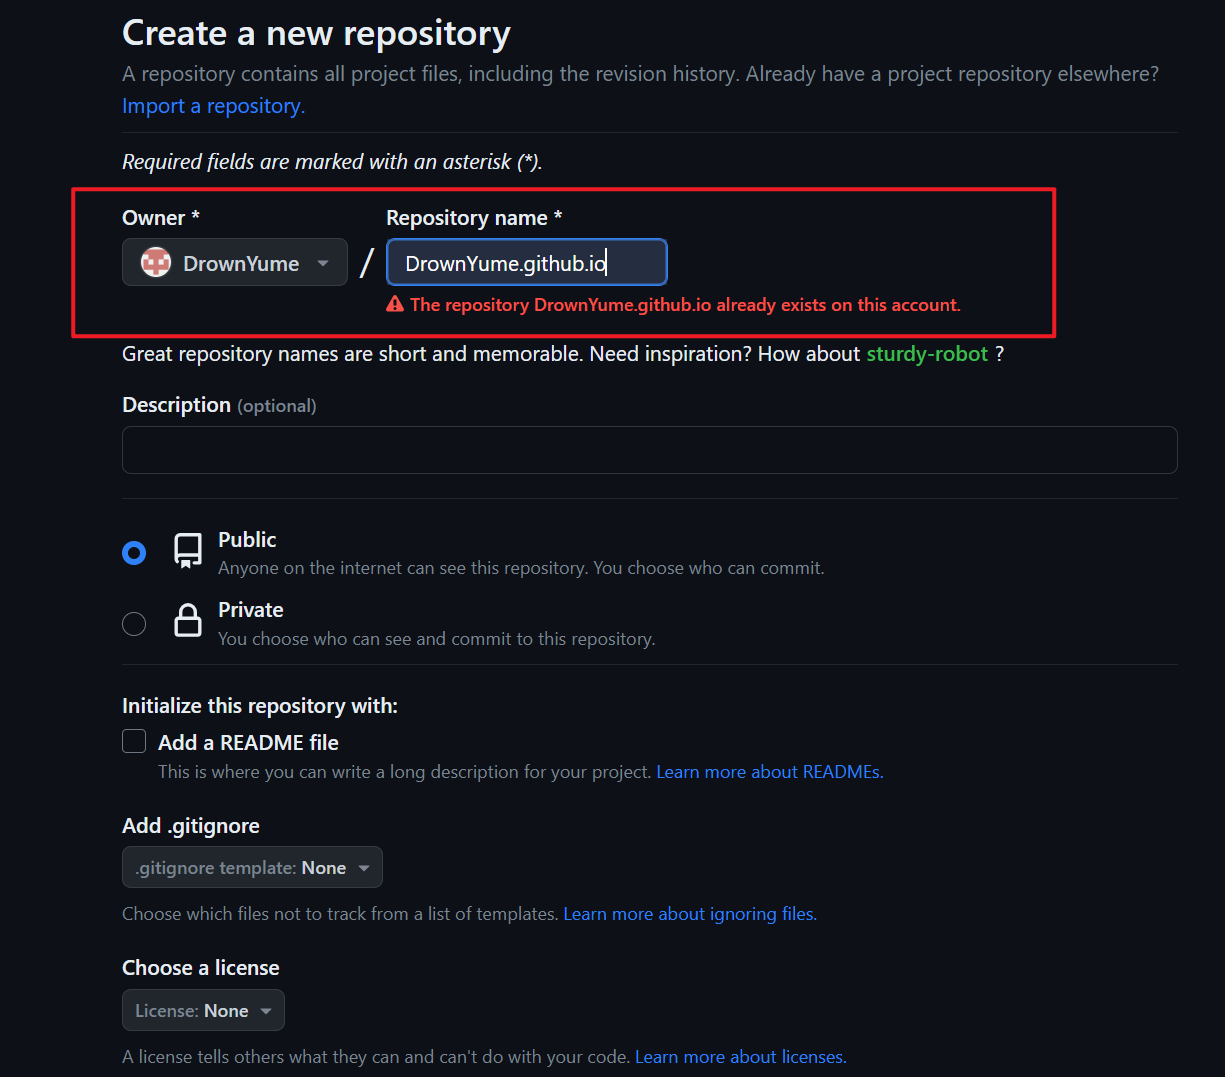 Create a new repository
A repository contains all project files, including the revision history. Already have a project repository elsewhere?
Import a repository.
Required fields are marked with an asterisk (*).
Owner * Repository name *
DrownYume / DrownYume.github.io
The repository DrownYume.github.io already exists on this account.
Great repository names are short and memorable. Need inspiration? How about sturdy-robot ?
Description (optional)
Public
Anyone on the internet can see this repository. You choose who can commit.
Private
You choose who can see and commit to this repository.
Initialize this repository with:
Add a README file
This is where you can write a long description for your project. Learn more about READMEs.
Add .gitignore
.gitignore template: None
Choose which files not to track from a list of templates. Learn more about ignoring files.
Choose a license
License: None
A license tells others what they can and can't do with your code. Learn more about licenses.